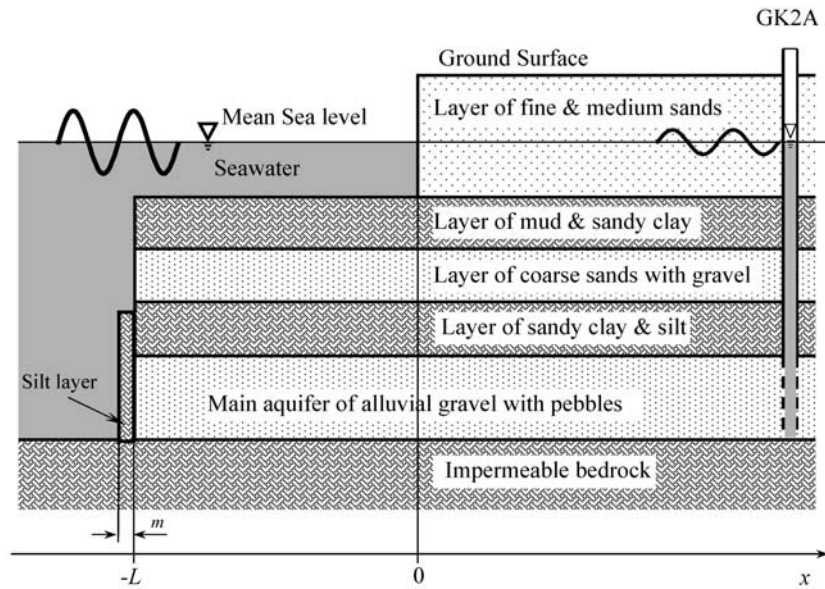 GK2A
Ground Surface
Layer of fine & medium sands
Mean Sea level
Seawater
Layer of mud & sandy clay
Layer of coarse sands with gravel
Layer of sandy clay & silt
Silt layer
Main aquifer of alluvial gravel with pebbles
Impermeable bedrock
m
-L
0
x